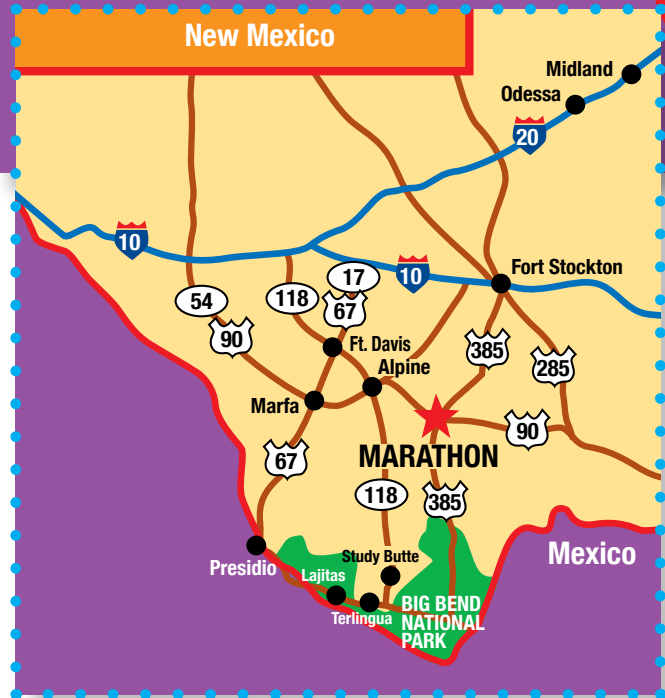 New Mexico
Midland
Odessa
20
10
10
Fort Stockton
17
54
118
67
90
Ft. Davis
385
285
Alpine
Marfa
90
67
MARATHON
118
385
Presidio
Study Butte
Mexico
Lajitas
Terlingua
BIG BEND
NATIONAL
PARK